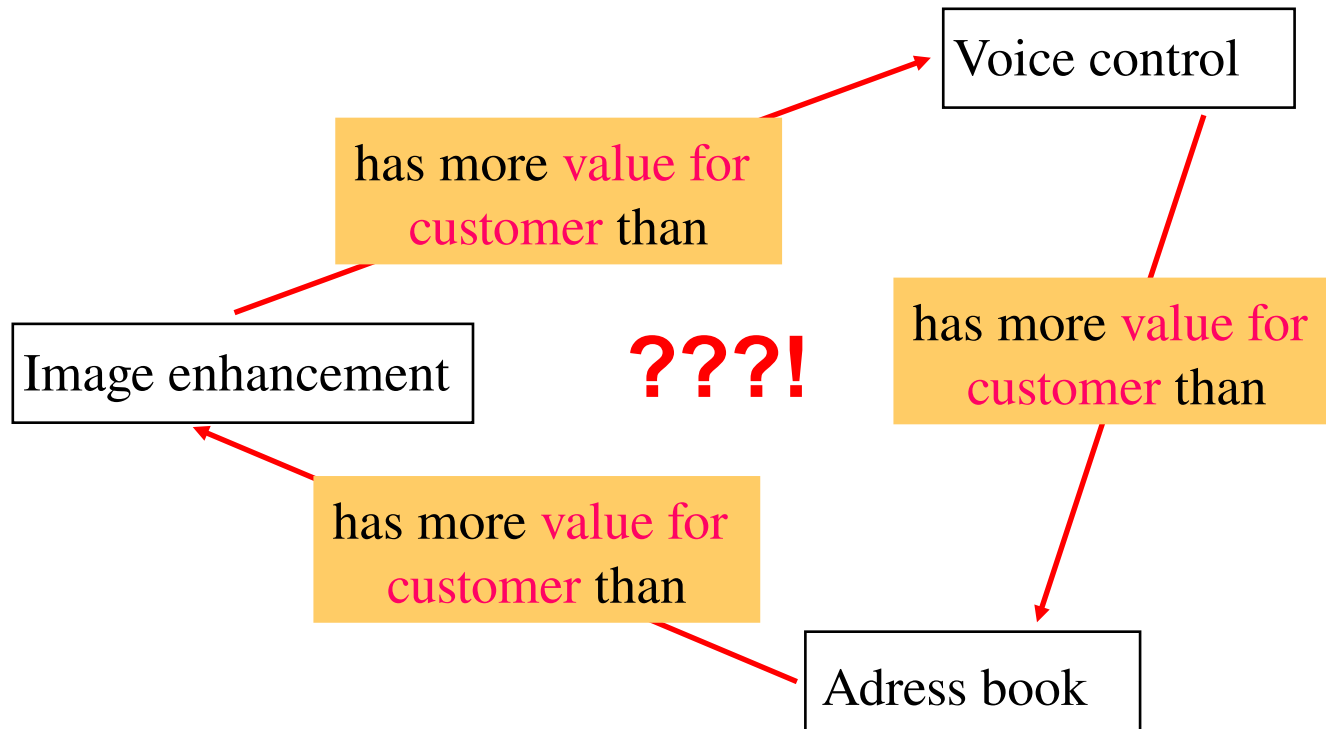 Voice control
has more value for
customer than
has more value for
customer than
Image enhancement
???!
has more value for
customer than
Adress book